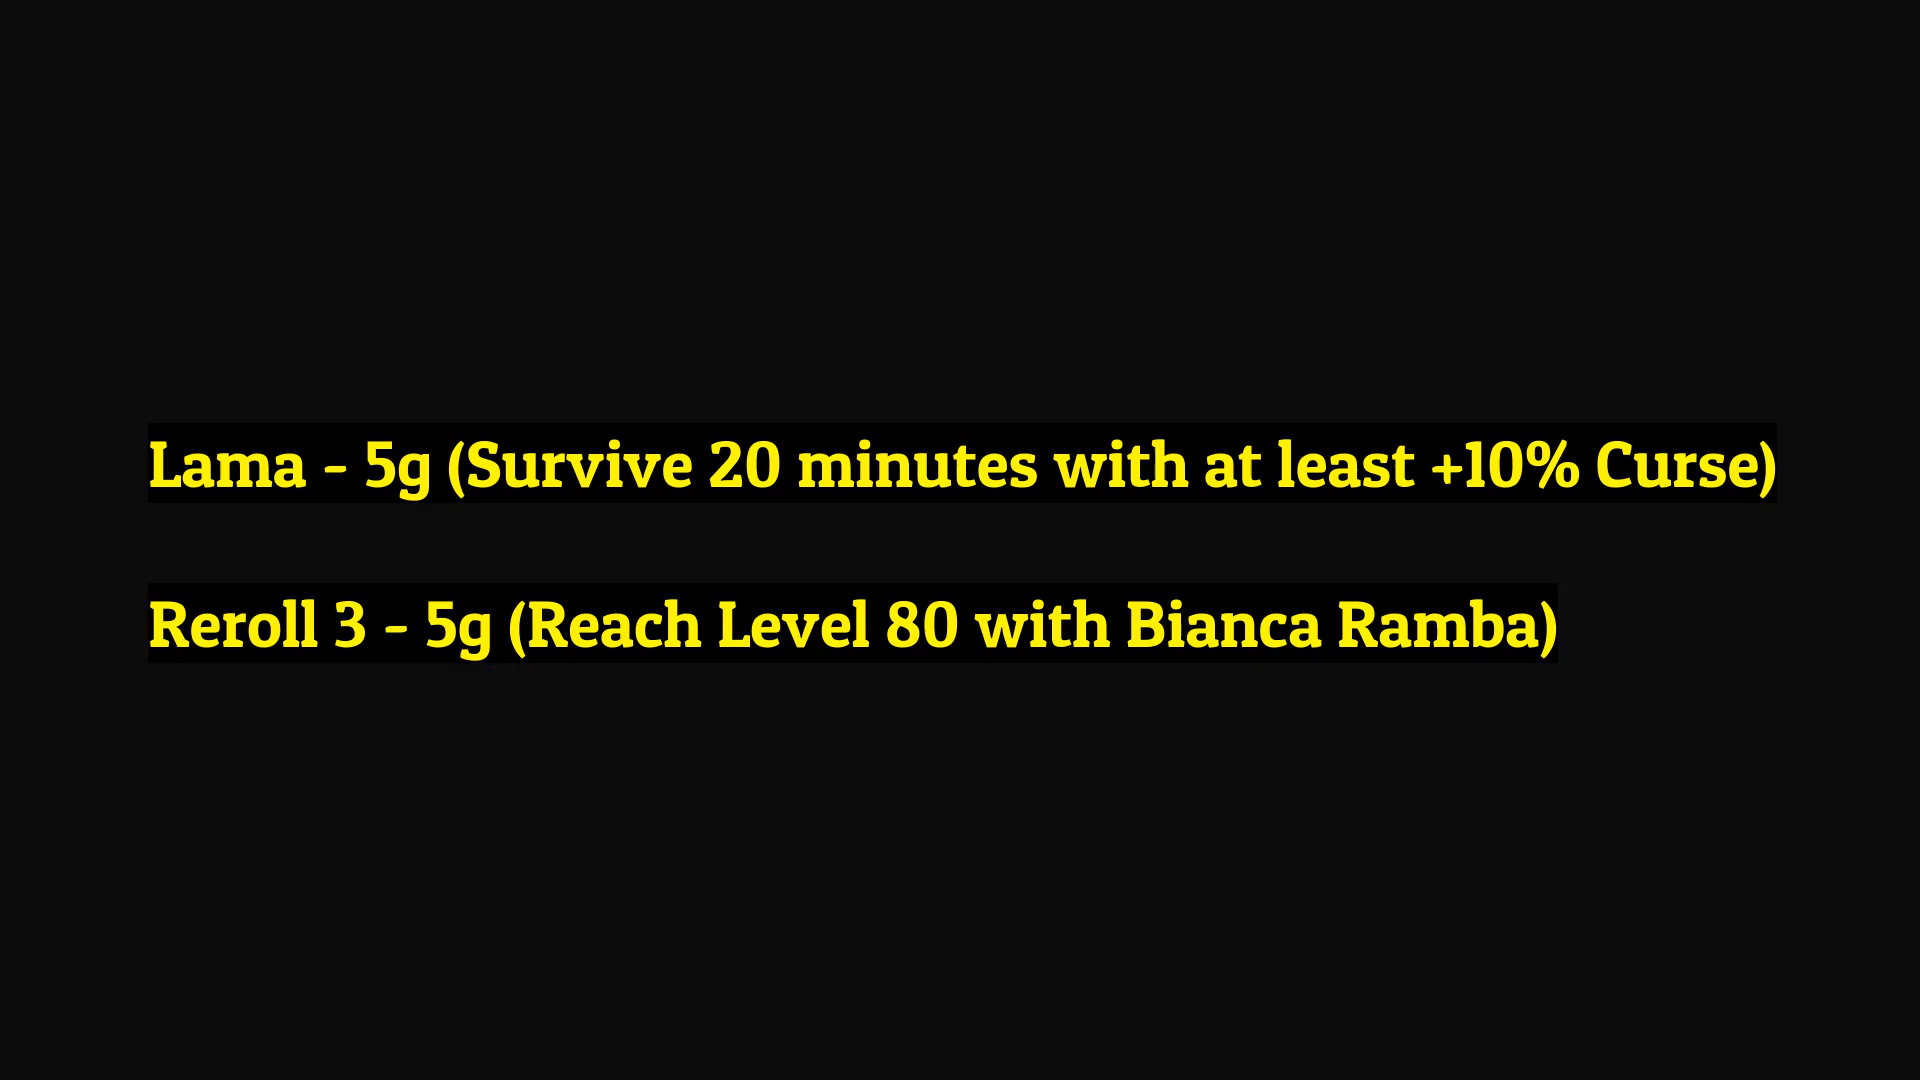 Lama - 5g (Survive 20 minutes with at least +10% Curse)
Reroll 3 - 5g (Reach Level 80 with Bianca Ramba)